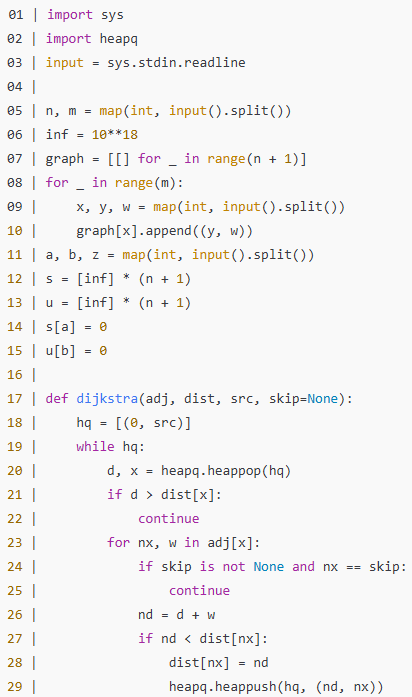 01 | import sys
02 | import heapq
03 | input = sys.stdin.readline
04 |
05 | n, m = map(int, input().split())
06 | inf = 10**18
07 | graph = [[] for _ in range(n + 1)]
08 | for _ in range(m):
09 |     x, y, w = map(int, input().split())
10 |     graph[x].append((y, w))
11 | a, b, z = map(int, input().split())
12 | s = [inf] * (n + 1)
13 | u = [inf] * (n + 1)
14 | s[a] = 0
15 | u[b] = 0
16 |
17 | def dijkstra(adj, dist, src, skip=None):
18 |     hq = [(0, src)]
19 |     while hq:
20 |         d, x = heapq.heappop(hq)
21 |         if d > dist[x]:
22 |             continue
23 |         for nx, w in adj[x]:
24 |             if skip is not None and nx == skip:
25 |                 continue
26 |             nd = d + w
27 |             if nd < dist[nx]:
28 |                 dist[nx] = nd
29 |                 heapq.heappush(hq, (nd, nx))